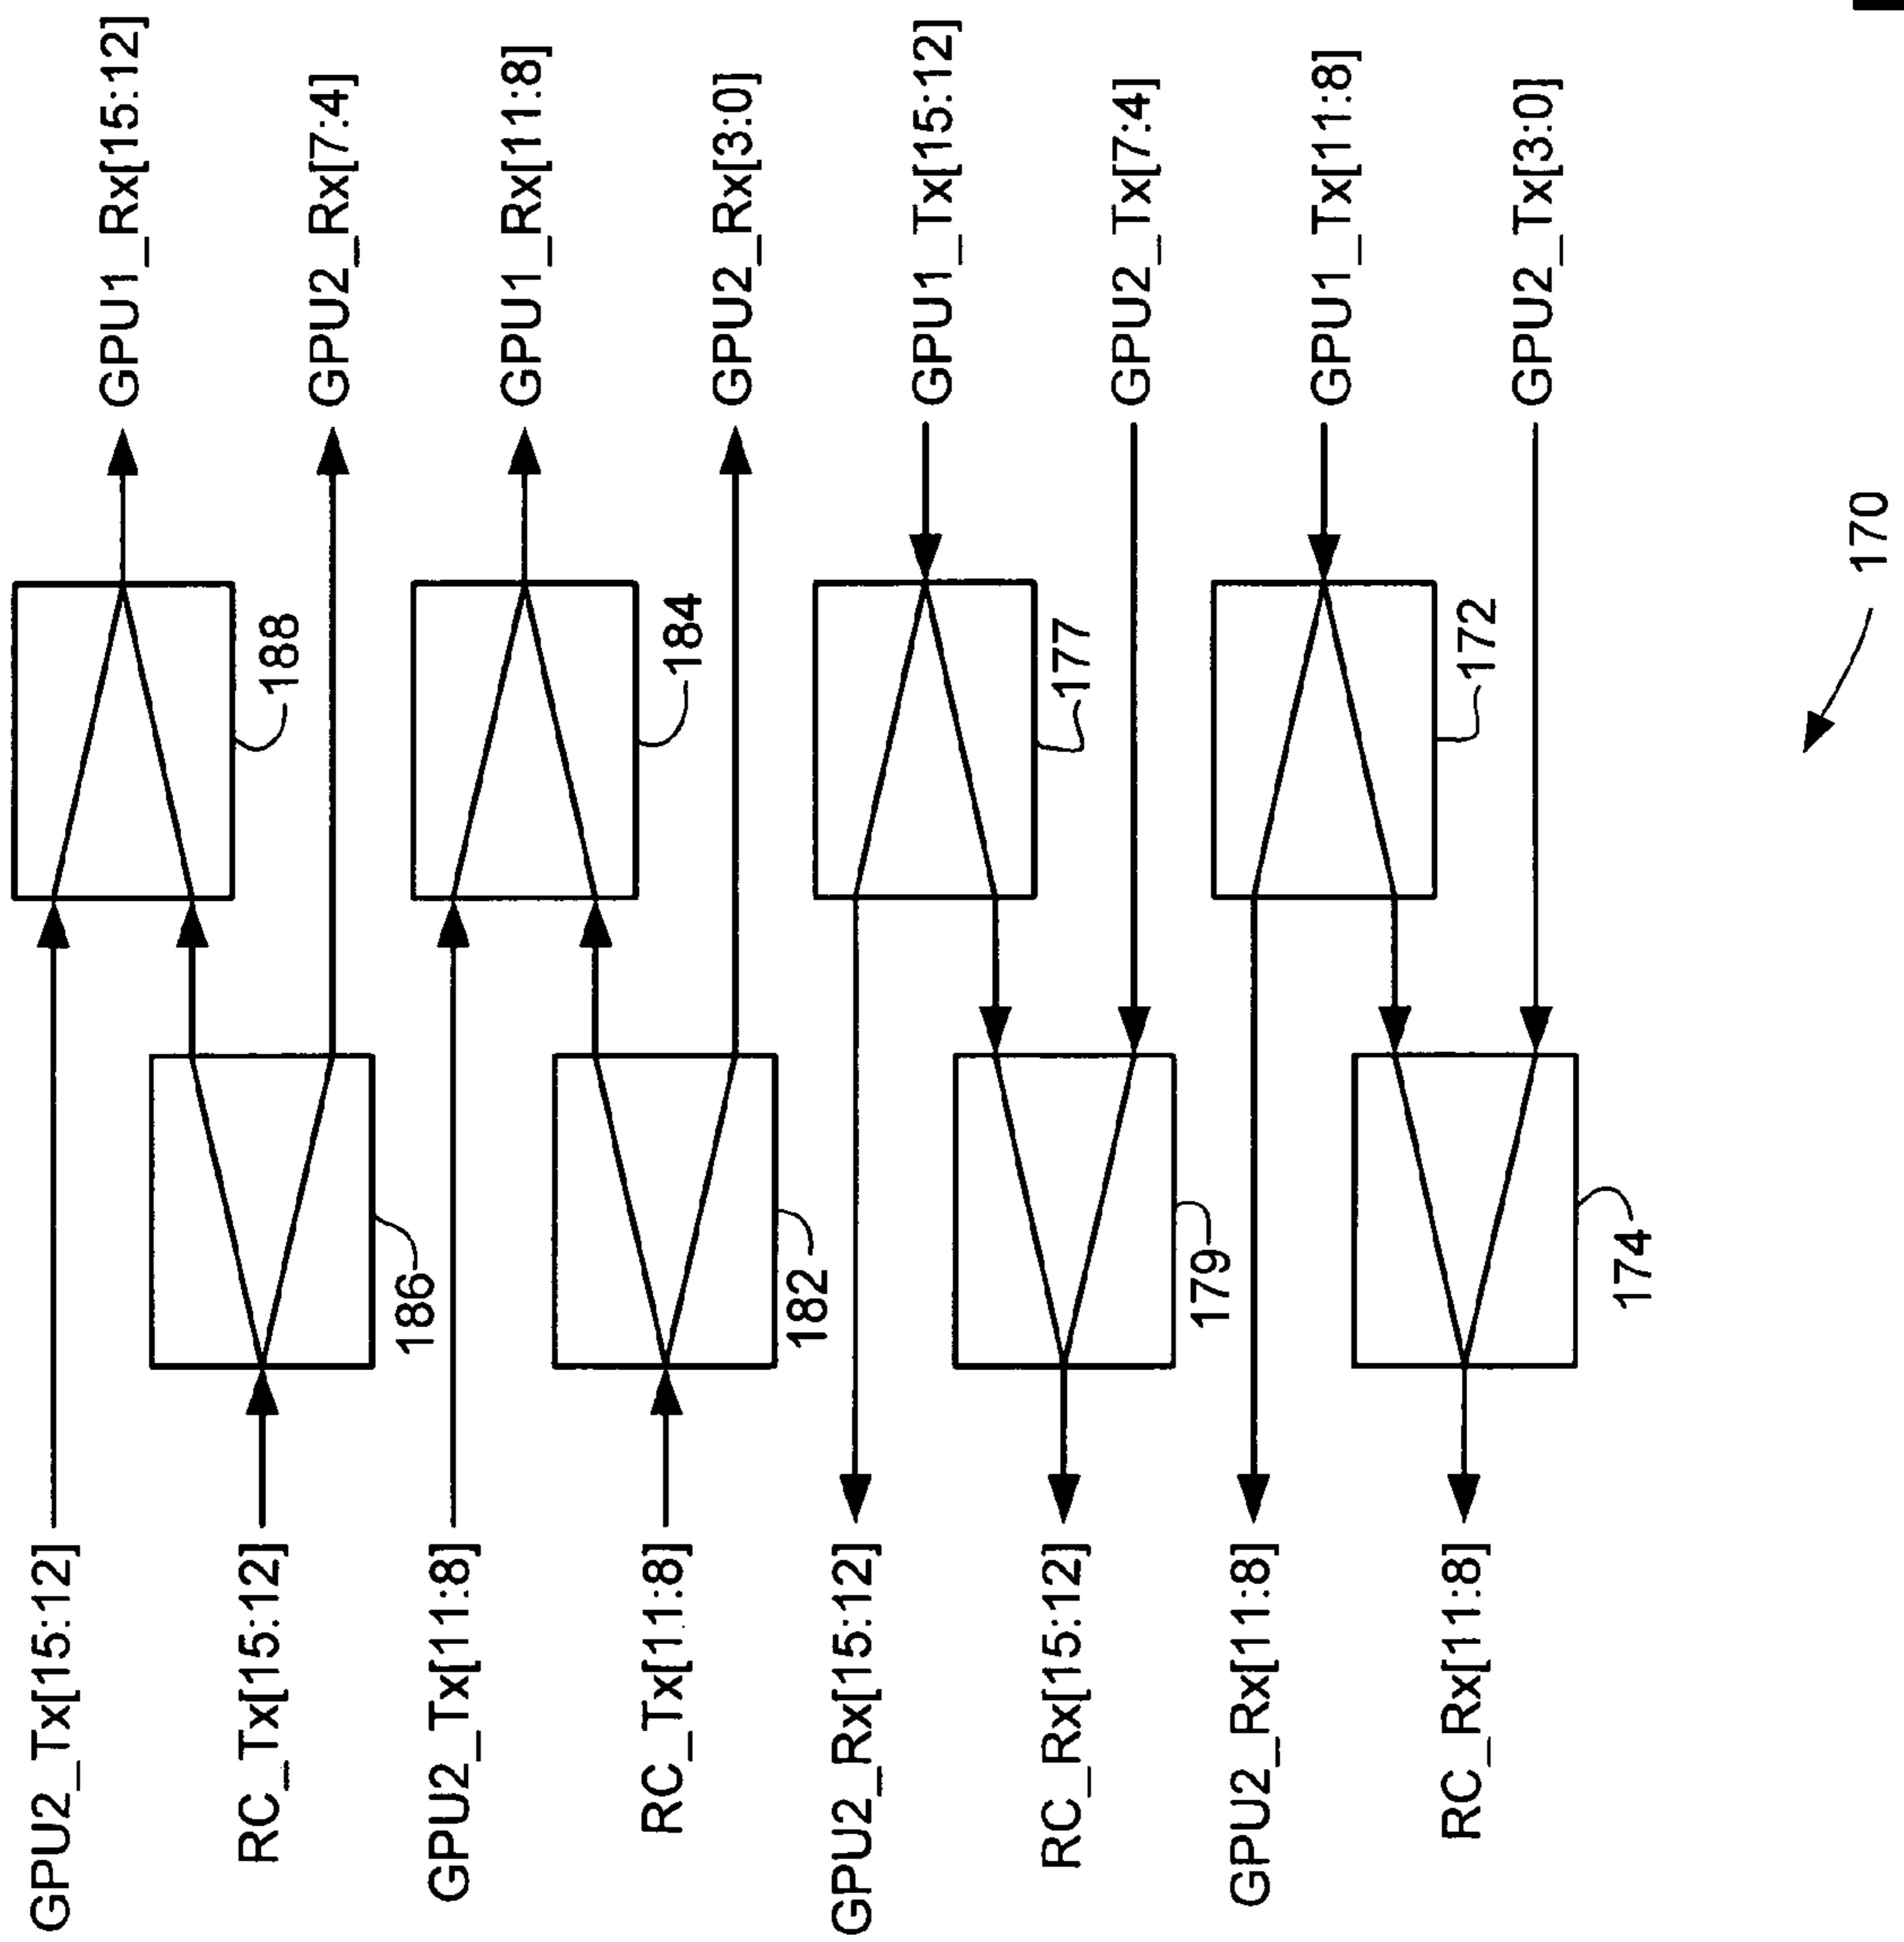 GPU2_Tx[15:12]
GPU1_Rx[15:12]
188
RC_Tx[15:12]
186
GPU2_Rx[7:4]
GPU2_Tx[11:8]
GPU1_Rx[11:8]
184
RC_Tx[11:8]
182
GPU2_Rx[3:0]
GPU2_Rx[15:12]
GPU1_Tx[15:12]
177
RC_Rx[15:12]
179
GPU2_Tx[7:4]
GPU2_Rx[11:8]
GPU1_Tx[11:8]
172
RC_Rx[11:8]
174
GPU2_Tx[3:0]
170